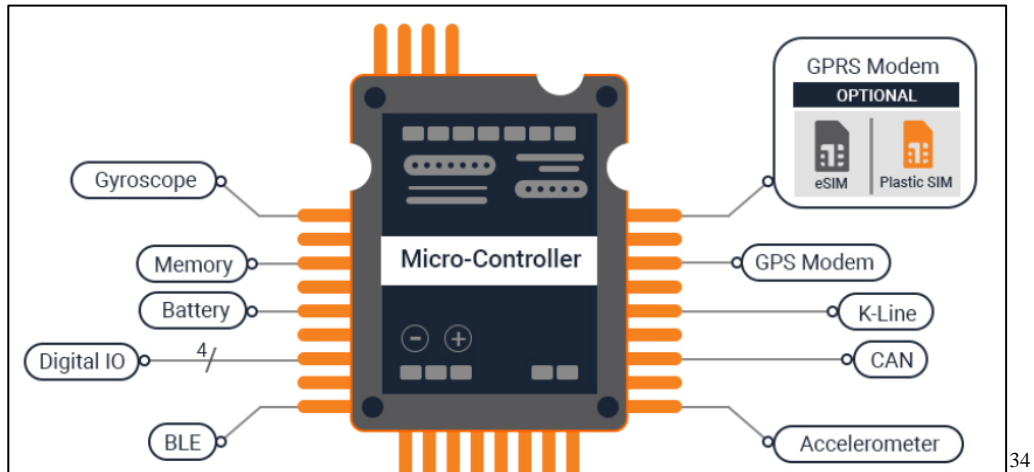 GPRS Modem
OPTIONAL
eSIM
Plastic SIM
Gyroscope
Memory
Battery
Digital IO
4
BLE
Micro-Controller
GPS Modem
K-Line
CAN
Accelerometer
34